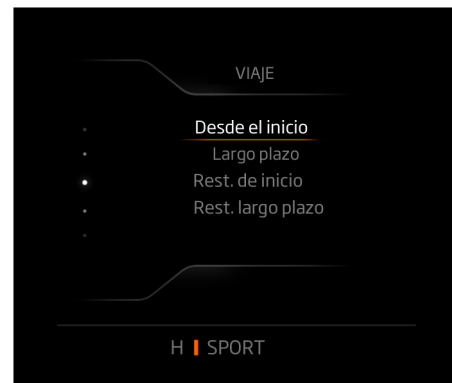 VIAJE
Desde el inicio
Largo plazo
Rest. de inicio
Rest. largo plazo
H SPORT